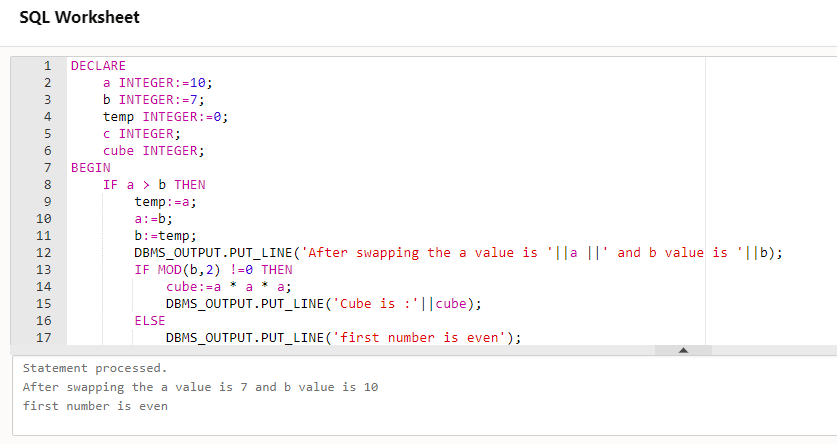 SQL Worksheet
1 DECLARE
2 a INTEGER:=10;
3 b INTEGER:=7;
4 temp INTEGER:=0;
5 c INTEGER;
6 cube INTEGER;
7 BEGIN
8 IF a > b THEN
9 temp:=a;
10 a:=b;
11 b:=temp;
12 DBMS_OUTPUT.PUT_LINE('After swapping the a value is '||a ||' and b value is '||b);
13 IF MOD(b,2) !=0 THEN
14 cube:=a * a * a;
15 DBMS_OUTPUT.PUT_LINE('Cube is :'||cube);
16 ELSE
17 DBMS_OUTPUT.PUT_LINE('first number is even');
Statement processed.
After swapping the a value is 7 and b value is 10
first number is even